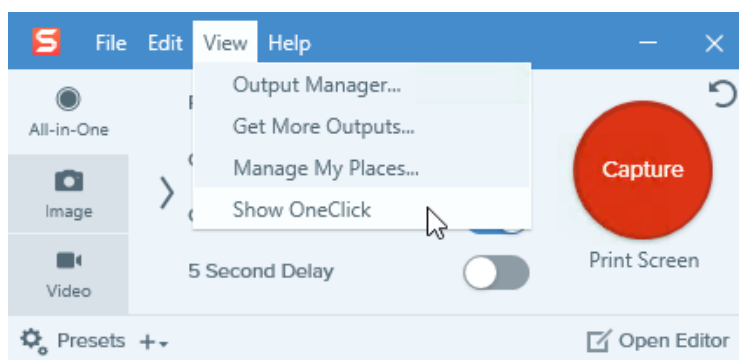 S File Edit View Help
Output Manager...
Get More Outputs...
Manage My Places...
Show OneClick
All-in-One
Image
Video
5 Second Delay
Capture
Print Screen
Presets
Open Editor